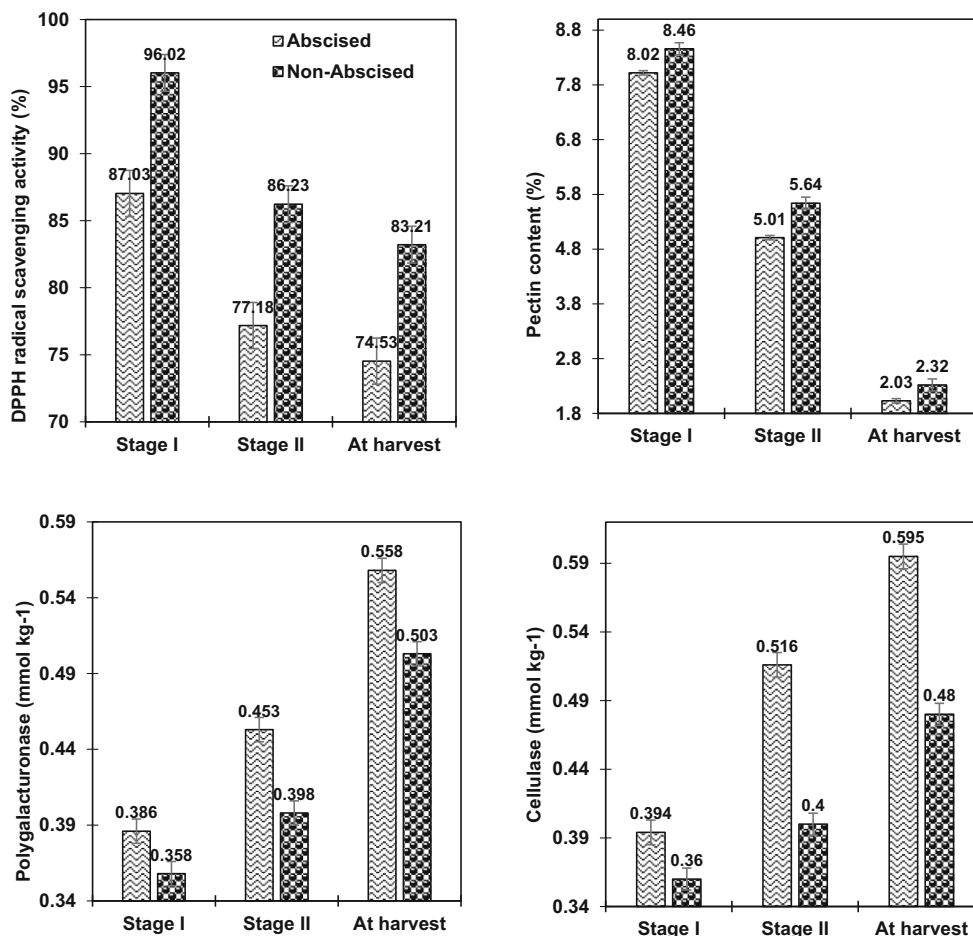 DPPH radical scavenging activity (%)
100
95
90
85
80
75
70
Abscised
Non-Abscised
87.03
96.02
77.18
86.23
74.53
83.21
Stage I
Stage II
At harvest
Pectin content (%)
8.8
7.8
6.8
5.8
4.8
3.8
2.8
1.8
8.02
8.46
5.01
5.64
2.03
2.32
Stage I
Stage II
At harvest
Polygalacturonase (mmol kg-1)
0.59
0.54
0.49
0.44
0.39
0.34
0.386
0.358
0.453
0.398
0.558
0.503
Stage I
Stage II
At harvest
Cellulase (mmol kg-1)
0.59
0.54
0.49
0.44
0.39
0.34
0.394
0.36
0.516
0.4
0.595
0.48
Stage I
Stage II
At harvest